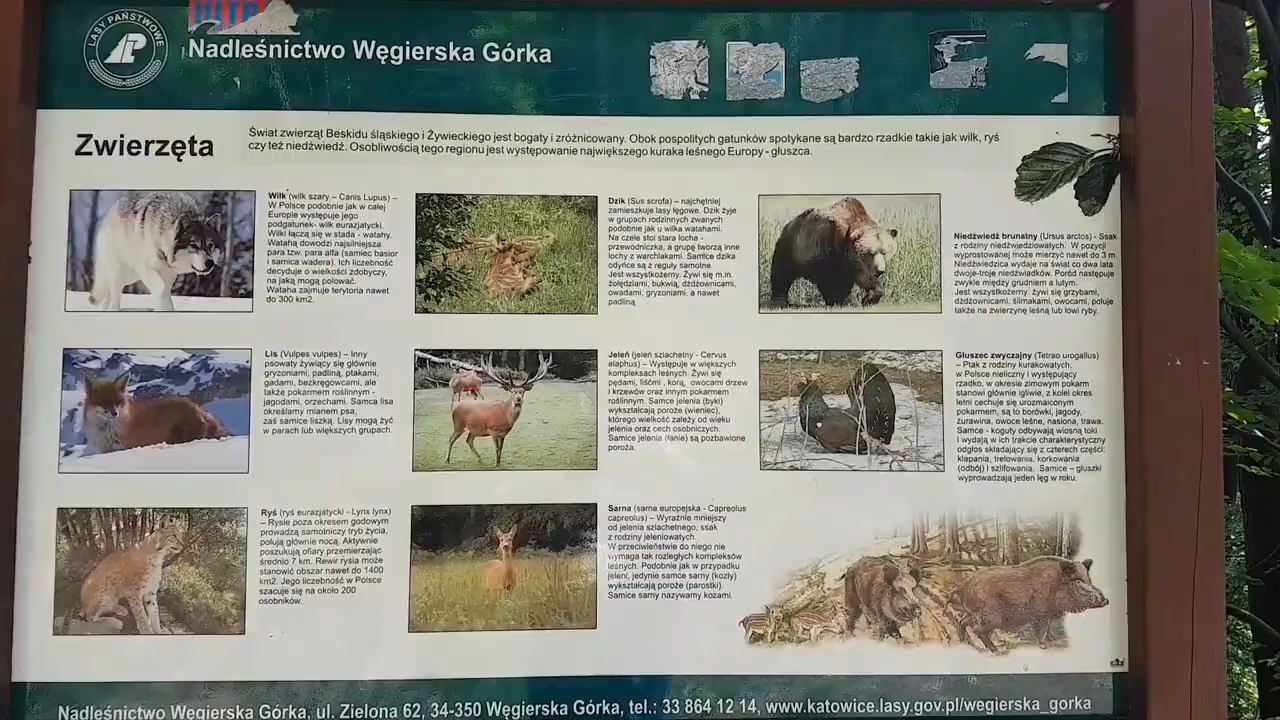 LASY PAŃSTWOWE
Nadleśnictwo Węgierska Górka
Zwierzęta
Świat zwierząt Beskidu śląskiego i Żywieckiego jest bogaty i zróżnicowany. Obok pospolitych gatunków spotykane są bardzo rzadkie takie jak wilk, ryś
czy też niedźwiedź. Osobliwością tego regionu jest występowanie największego kuraka leśnego Europy - głuszca.
Wilk (wilk szary – Canis Lupus) –
W Polsce podobnie jak w całej
Europie występuje jego
podgatunek- wilk eurazjatycki.
Wilki łączą się w stada - watahy.
Watahą dowodzi najsilniejsza
para tzw. para alfa (samiec basior
i samica wadera). Ich liczebność
decyduje o wielkości zdobyczy,
na jaką mogą polować.
Wataha zajmuje terytoria nawet
do 300 km2.
Dzik (Sus scrofa) – najchętniej
zamieszkuje lasy łęgowe. Dzik żyje
w grupach rodzinnych zwanych
podobnie jak u wilka watahami.
Na czele stoi stara locha -
przewodniczka, a grupę tworzą inne
lochy z warchlakami. Samce dzika
odyńce są z reguły samotne.
Jest wszystkożerny. Żywi się m.in.
żołędziami, bukwią, dżdżownicami,
owadami, gryzoniami, a nawet
padliną.
Niedźwiedź brunatny (Ursus arctos) - Ssak
z rodziny niedźwiedziowatych. W pozycji
wyprostowanej może mierzyć nawet do 3 m.
Niedźwiedzica wydaje na świat co dwa lata
dwoje-troje niedźwiadków. Poród następuje
zwykle między grudniem a lutym.
Jest wszystkożerny: żywi się grzybami,
dżdżownicami, ślimakami, owocami, poluje
także na zwierzynę leśną lub łowi ryby.
Lis (Vulpes vulpes) – Inny
psowaty żywiący się głównie
gryzoniami, padliną, ptakami,
gadami, bezkręgowcami, ale
także pokarmem roślinnym -
jagodami, orzechami. Samca lisa
określamy mianem psa,
zaś samice liszką. Lisy mogą żyć
w parach lub większych grupach.
Jeleń (jeleń szlachetny - Cervus
elaphus) – Występuje w większych
kompleksach leśnych. Żywi się
pędami, liśćmi , korą, owocami drzew
i krzewów oraz innym pokarmem
roślinnym. Samce jelenia (byki)
wykształcają poroże (wieniec),
którego wielkość zależy od wieku
jelenia oraz cech osobniczych.
Samice jelenia (łanie) są pozbawione
poroża.
Głuszec zwyczajny (Tetrao urogallus)
– Ptak z rodziny kurakowatych,
w Polsce nieliczny i występujący
rzadko, w okresie zimowym pokarm
stanowi głównie igliwie, z kolei okres
letni cechuje się urozmaiconym
pokarmem, są to borówki, jagody,
żurawina, owoce leśne, nasiona, trawa.
Samce - koguty odbywają wiosną toki
i wydają w ich trakcie charakterystyczny
odgłos składający się z czterech części:
klapania, trelowania, korkowania
(odbój) i szlifowania. Samice – głuszki
wyprowadzają jeden lęg w roku.
Ryś (ryś eurazjatycki - Lynx lynx)
– Rysie poza okresem godowym
prowadzą samotniczy tryb życia,
polują głównie nocą. Aktywnie
poszukują ofiary przemierzając
średnio 7 km. Rewir rysia może
stanowić obszar nawet do 1400
km2. Jego liczebność w Polsce
szacuje się na około 200
osobników.
Sarna (sarna europejska - Capreolus
capreolus) – Wyraźnie mniejszy
od jelenia szlachetnego, ssak
z rodziny jeleniowatych.
W przeciwieństwie do niego nie
wymaga tak rozległych kompleksów
leśnych. Podobnie jak w przypadku
jeleni, jedynie samce sarny (kozły)
wykształcają poroże (parostki).
Samice sarny nazywamy kozami.
Nadleśnictwo Węgierska Górka, ul. Zielona 62, 34-350 Węgierska Górka, tel.: 33 864 12 14, www.katowice.lasy.gov.pl/wegierska_gorka